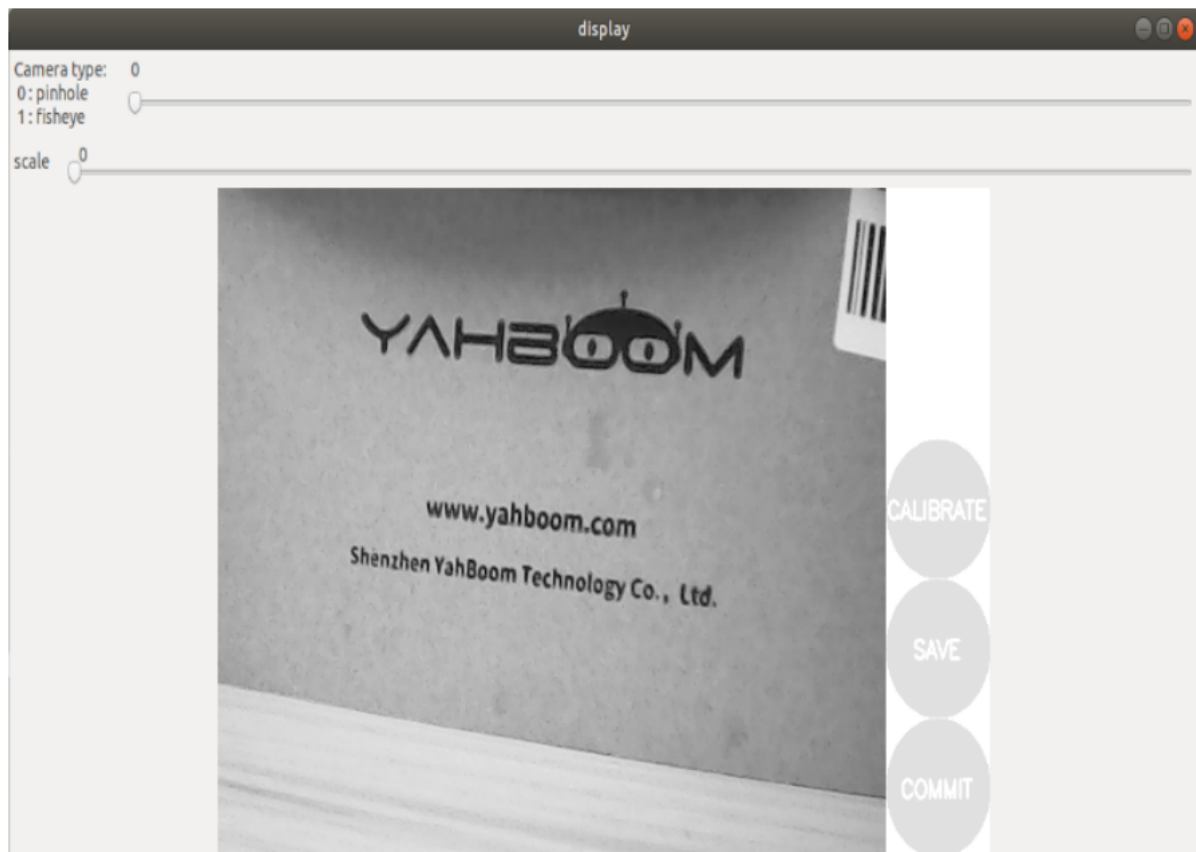 display
Camera type: 0
0 : pinhole
1 : fisheye
scale 0
YAHBOOM
www.yahboom.com
Shenzhen YahBoom Technology Co., Ltd.
CALIBRATE
SAVE
COMMIT